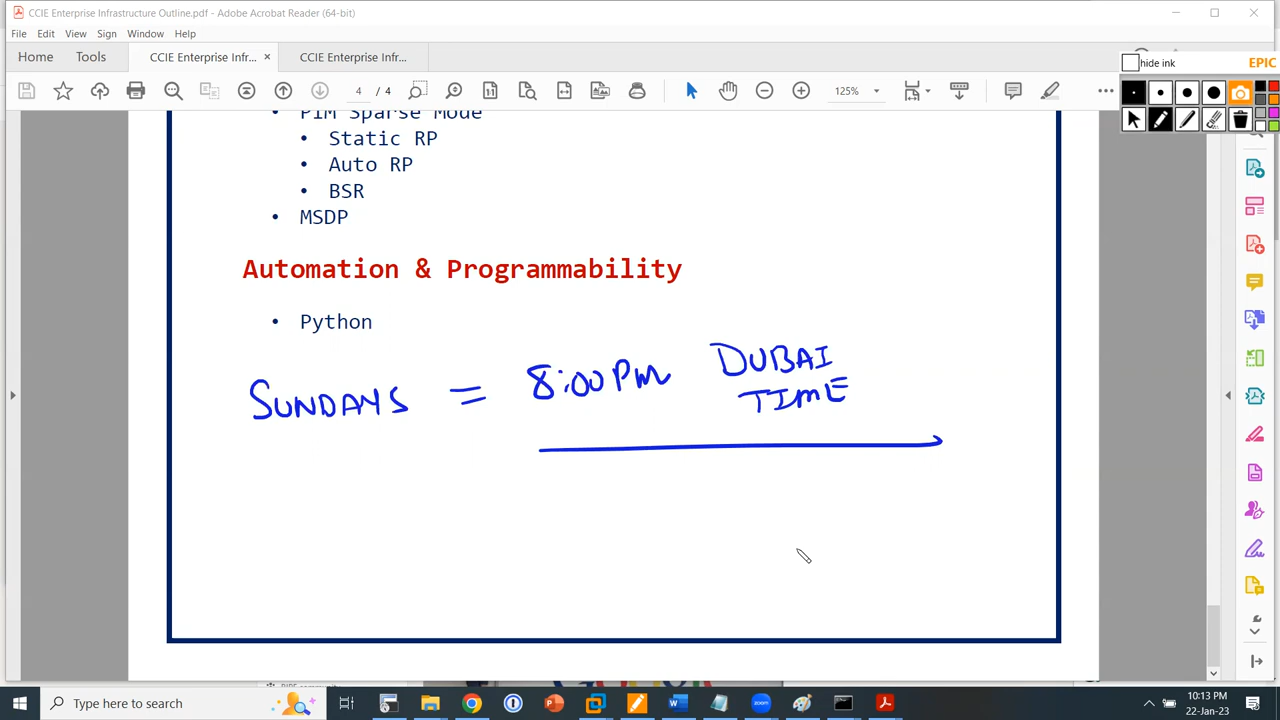 CCIE Enterprise Infrastructure Outline.pdf - Adobe Acrobat Reader (64-bit)
File Edit View Sign Window Help
Home Tools CCIE Enterprise Infr... × CCIE Enterprise Infr...
hide ink EPIC
4 / 4 125%
• PIM Sparse Mode
• Static RP
• Auto RP
• BSR
• MSDP
Automation & Programmability
• Python
SUNDAYS = 8:00PM DUBAI
TIME
Type here to search
zoom
10:13 PM
22-Jan-23